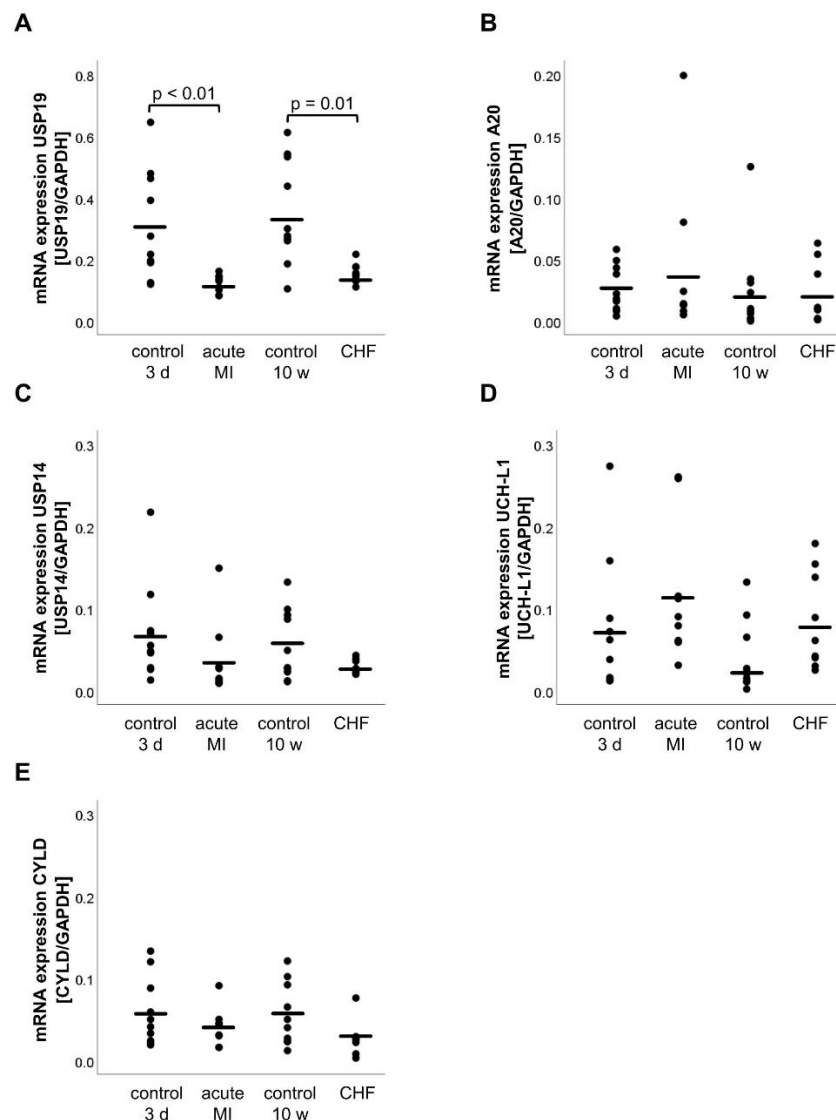 A
mRNA expression USP19
[USP19/GAPDH]
0.8
0.6
0.4
0.2
0.0
p < 0.01
p = 0.01
control
3 d
acute
MI
control
10 w
CHF
B
mRNA expression A20
[A20/GAPDH]
0.20
0.15
0.10
0.05
0.00
control
3 d
acute
MI
control
10 w
CHF
C
mRNA expression USP14
[USP14/GAPDH]
0.3
0.2
0.1
0.0
control
3 d
acute
MI
control
10 w
CHF
D
mRNA expression UCH-L1
[UCH-L1/GAPDH]
0.3
0.2
0.1
0.0
control
3 d
acute
MI
control
10 w
CHF
E
mRNA expression CYLD
[CYLD/GAPDH]
0.3
0.2
0.1
0.0
control
3 d
acute
MI
control
10 w
CHF